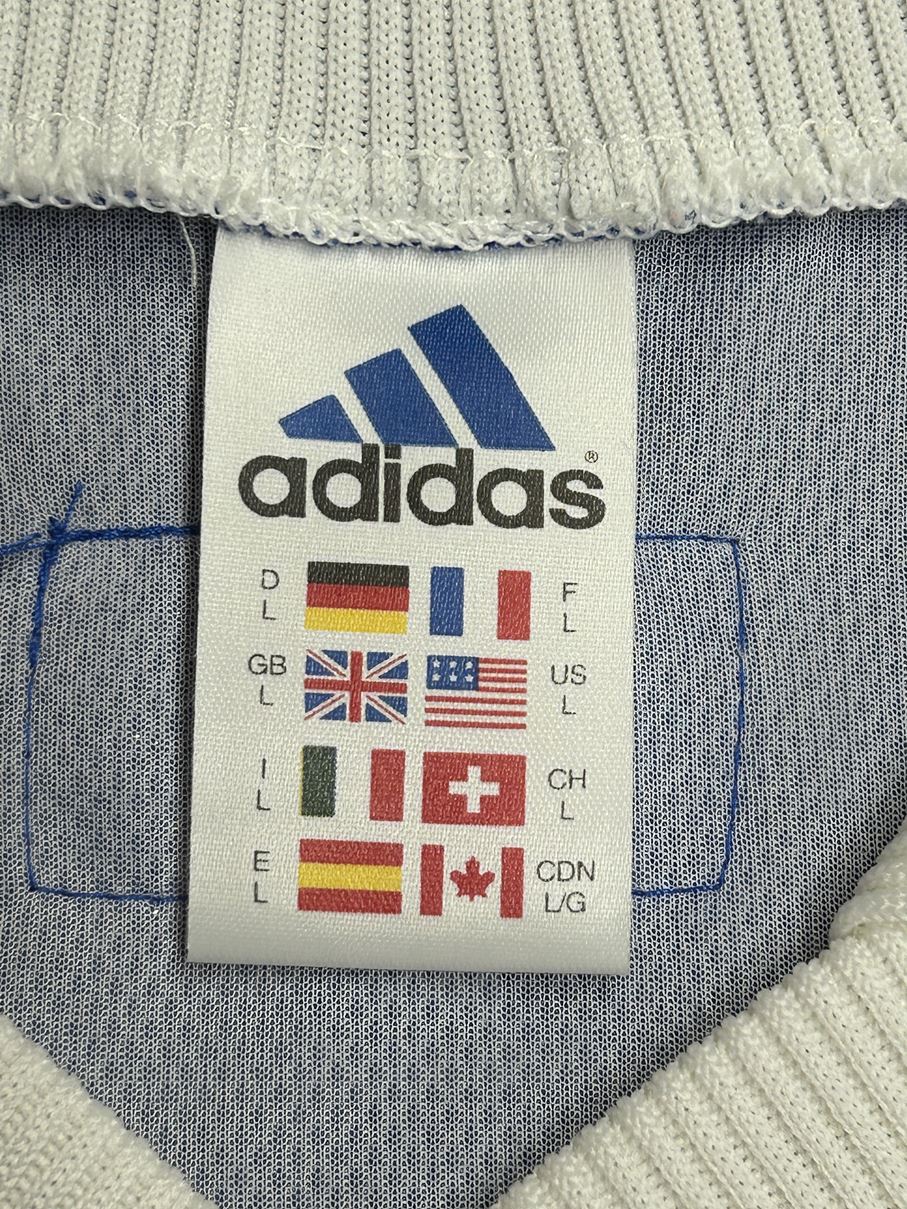 adidas®
D F
L L
GB US
L L
I CH
L L
E CDN
L L/G